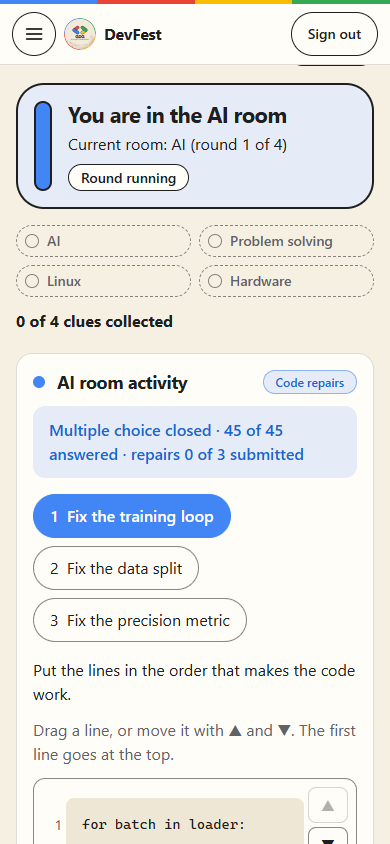 DevFest
Sign out
You are in the AI room
Current room: AI (round 1 of 4)
Round running
AI
Problem solving
Linux
Hardware
0 of 4 clues collected
AI room activity
Code repairs
Multiple choice closed · 45 of 45
answered · repairs 0 of 3 submitted
1 Fix the training loop
2 Fix the data split
3 Fix the precision metric
Put the lines in the order that makes the code
work.
Drag a line, or move it with ▲ and ▼. The first
line goes at the top.
▲
1 for batch in loader:
▼